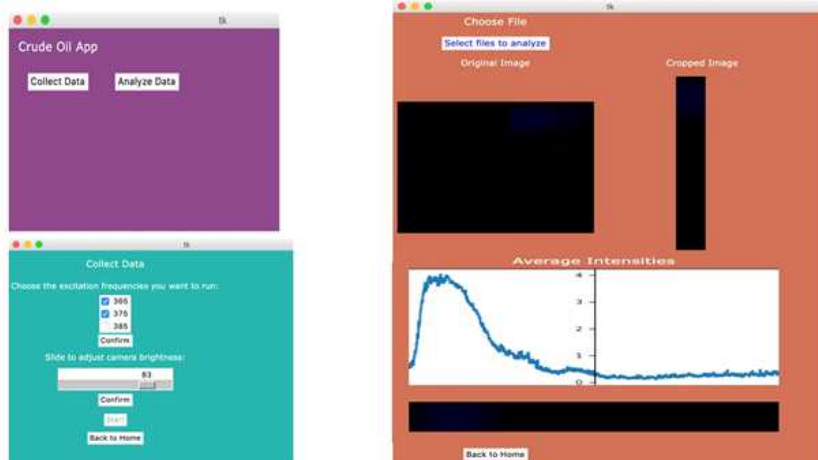 tk
Crude Oil App
Collect Data
Analyze Data
tk
Collect Data
Choose the excitation frequencies you want to run:
365
375
385
Confirm
Slide to adjust camera brightness:
83
Confirm
Start
Back to Home
tk
Choose File
Select files to analyze
Original Image
Cropped Image
Average Intensities
4
3
2
1
0
Back to Home